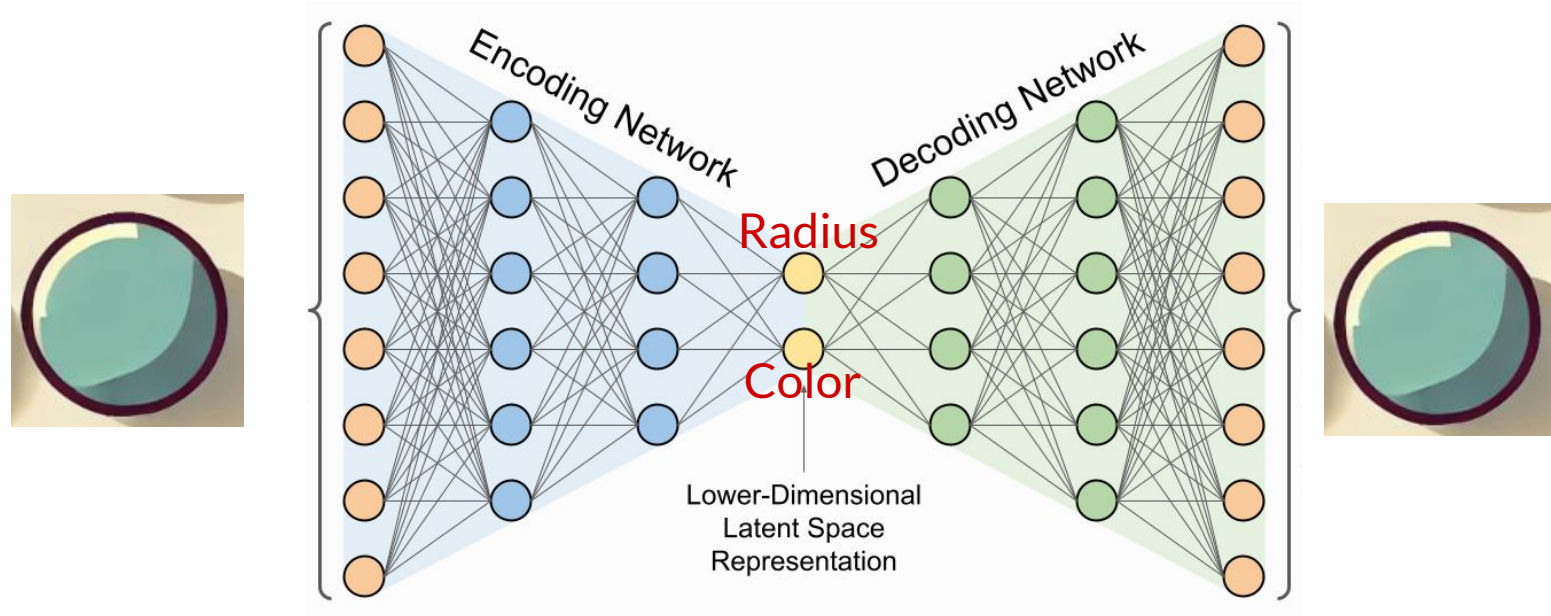 Encoding Network
Decoding Network
Radius
Color
Lower-Dimensional
Latent Space
Representation